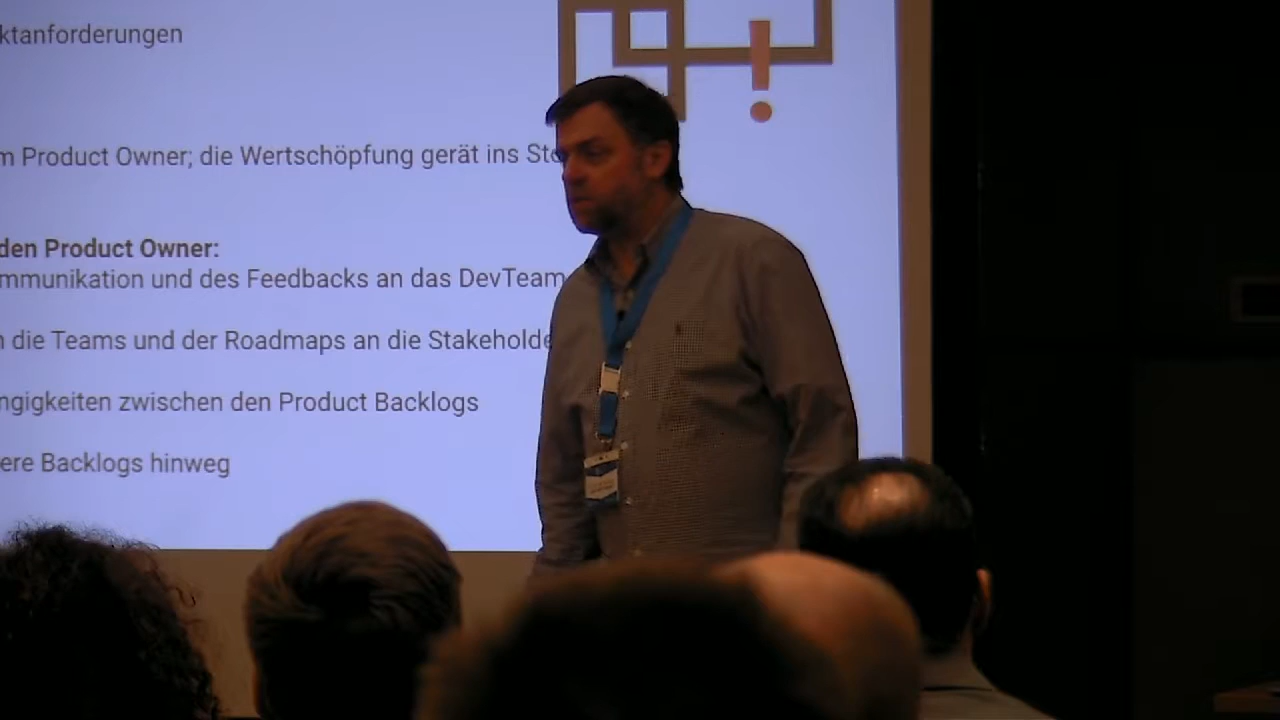 ktanforderungen
m Product Owner; die Wertschöpfung gerät ins Sto
den Product Owner:
mmunikation und des Feedbacks an das DevTeam
n die Teams und der Roadmaps an die Stakeholde
ngigkeiten zwischen den Product Backlogs
ere Backlogs hinweg